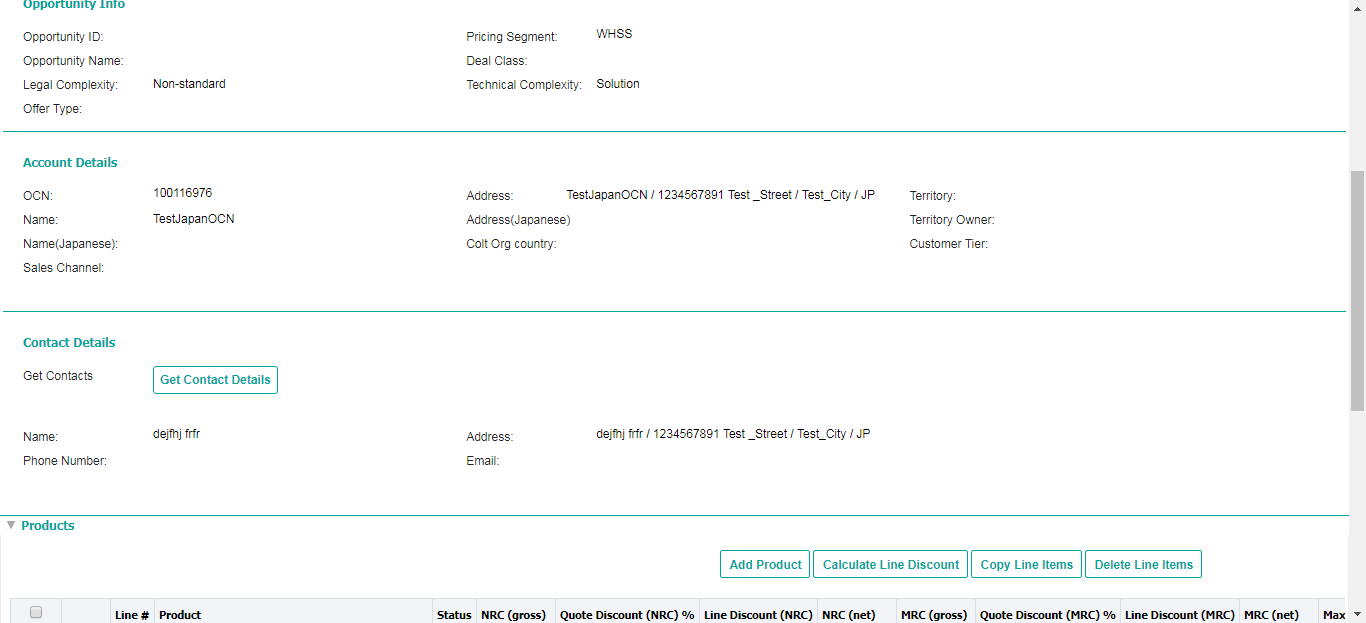 Opportunity Info
Opportunity ID:
Pricing Segment: WHSS
Opportunity Name:
Deal Class:
Legal Complexity: Non-standard
Technical Complexity: Solution
Offer Type:
Account Details
OCN: 100116976
Address: TestJapanOCN / 1234567891 Test _Street / Test_City / JP
Territory:
Name: TestJapanOCN
Address(Japanese)
Territory Owner:
Name(Japanese):
Colt Org country:
Customer Tier:
Sales Channel:
Contact Details
Get Contacts
Get Contact Details
Name: dejfhj frfr
Address: dejfhj frfr / 1234567891 Test _Street / Test_City / JP
Phone Number:
Email:
Products
Add Product
Calculate Line Discount
Copy Line Items
Delete Line Items
Line # Product Status NRC (gross) Quote Discount (NRC) % Line Discount (NRC) NRC (net) MRC (gross) Quote Discount (MRC) % Line Discount (MRC) MRC (net) Max